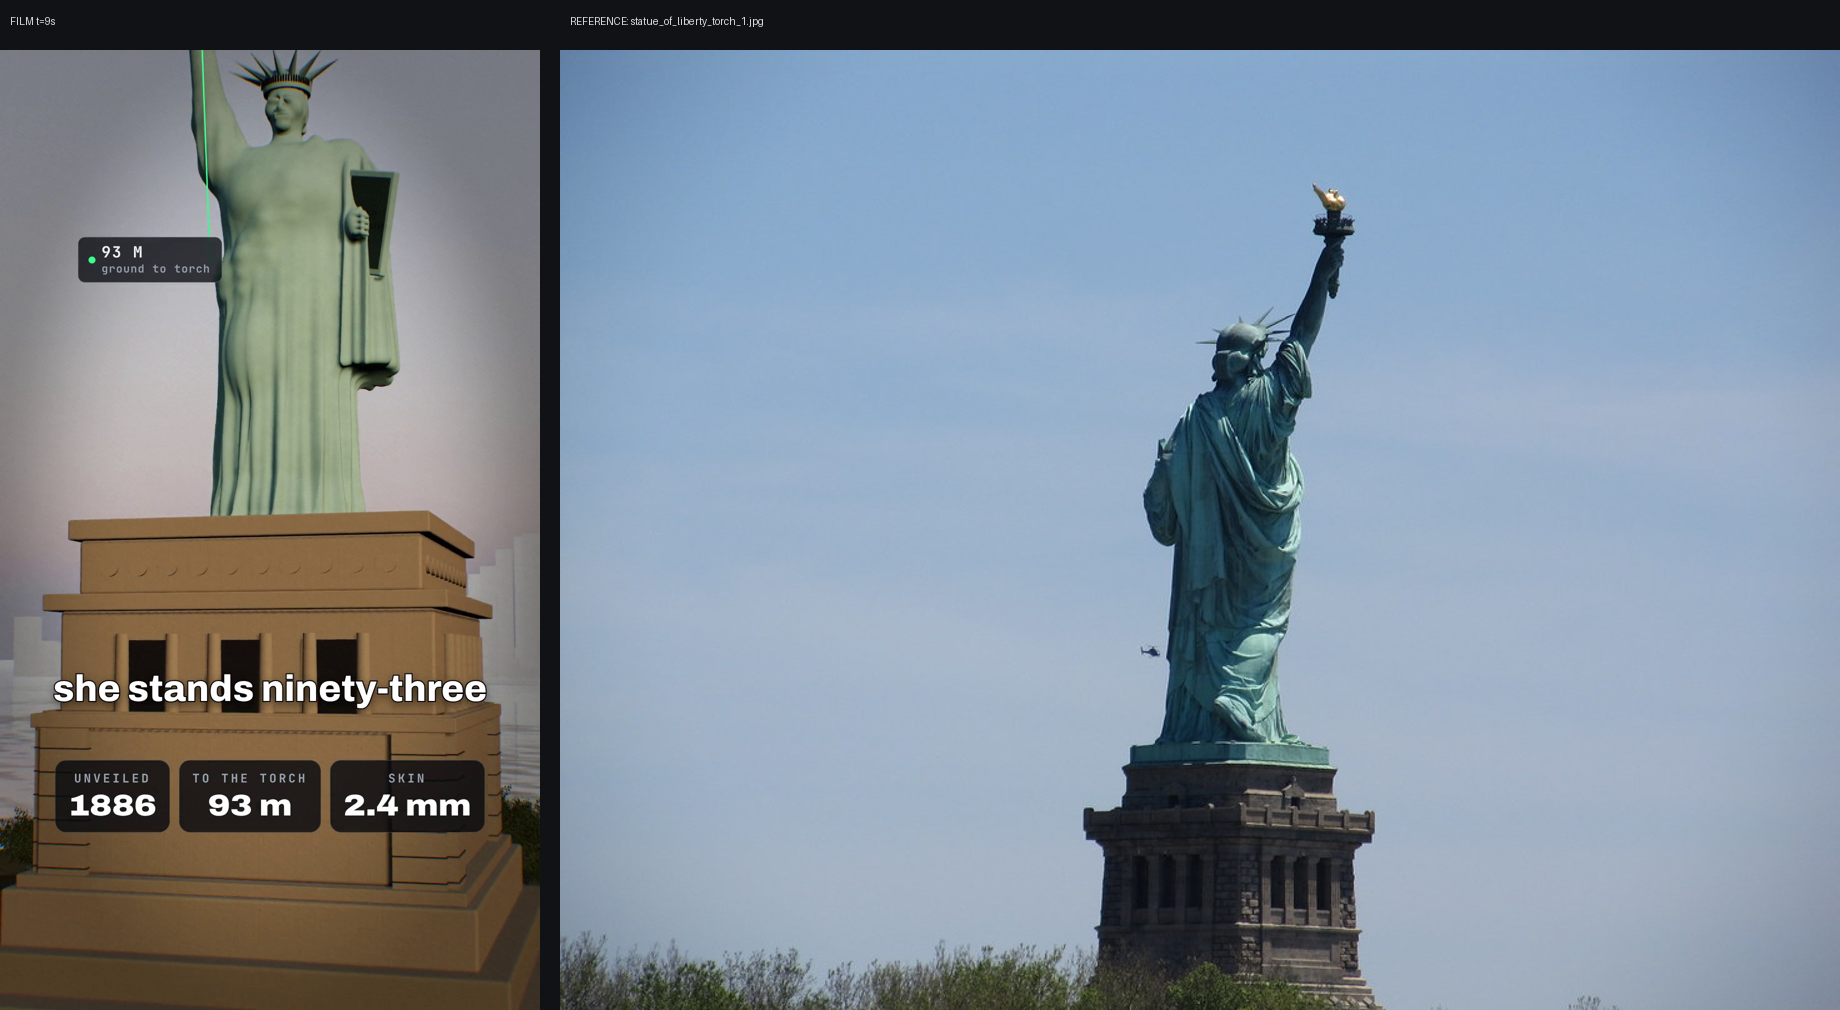 FILM t=9s
REFERENCE: statue_of_liberty_torch_1.jpg
93 M
ground to torch
she stands ninety-three
UNVEILED
1886
TO THE TORCH
93 m
SKIN
2.4 mm